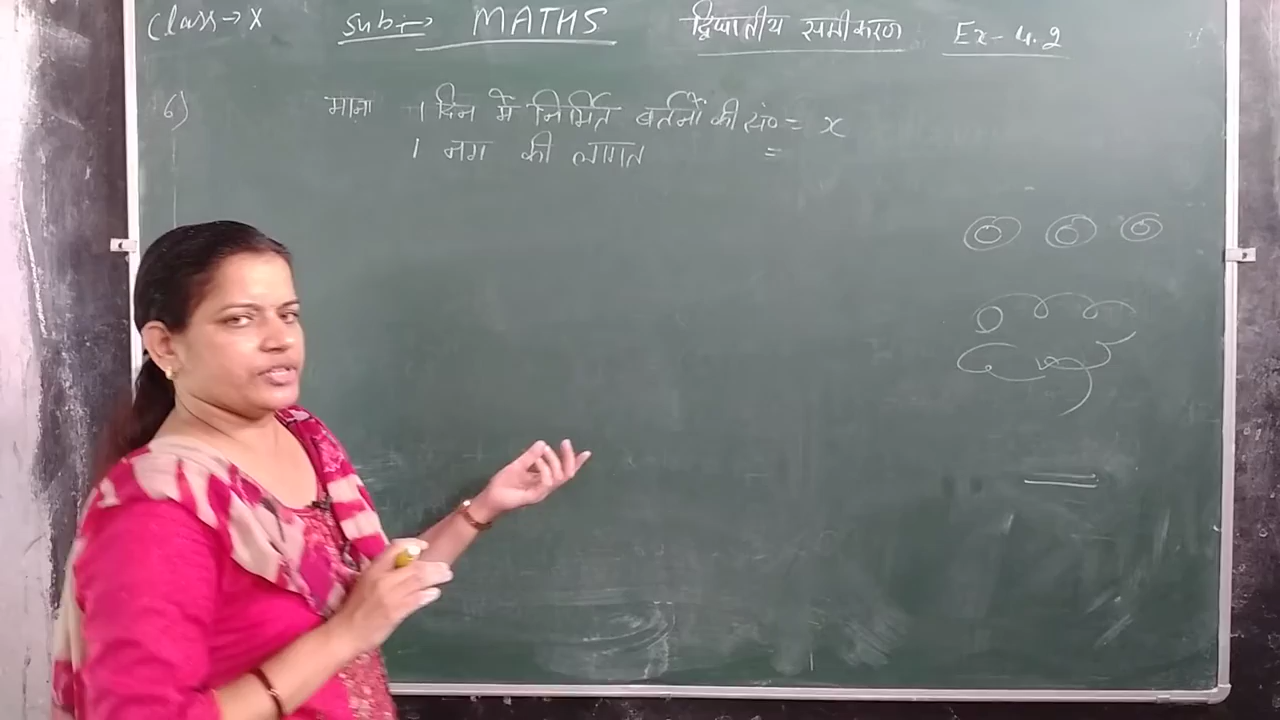 Class → X Sub :→ MATHS द्विघातीय समीकरण Ex - 4.2
6) माना 1 दिन मे निर्मित बर्तनों की सं० = x
1 नग की लागत =